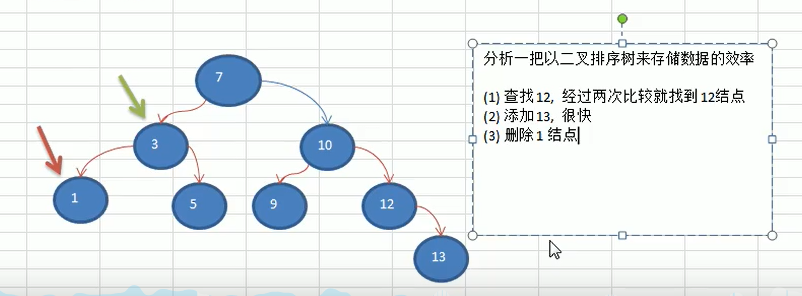 7
3
10
1
5
9
12
13
分析一把以二叉排序树来存储数据的效率
(1) 查找12, 经过两次比较就找到12结点
(2) 添加13, 很快
(3) 删除1 结点